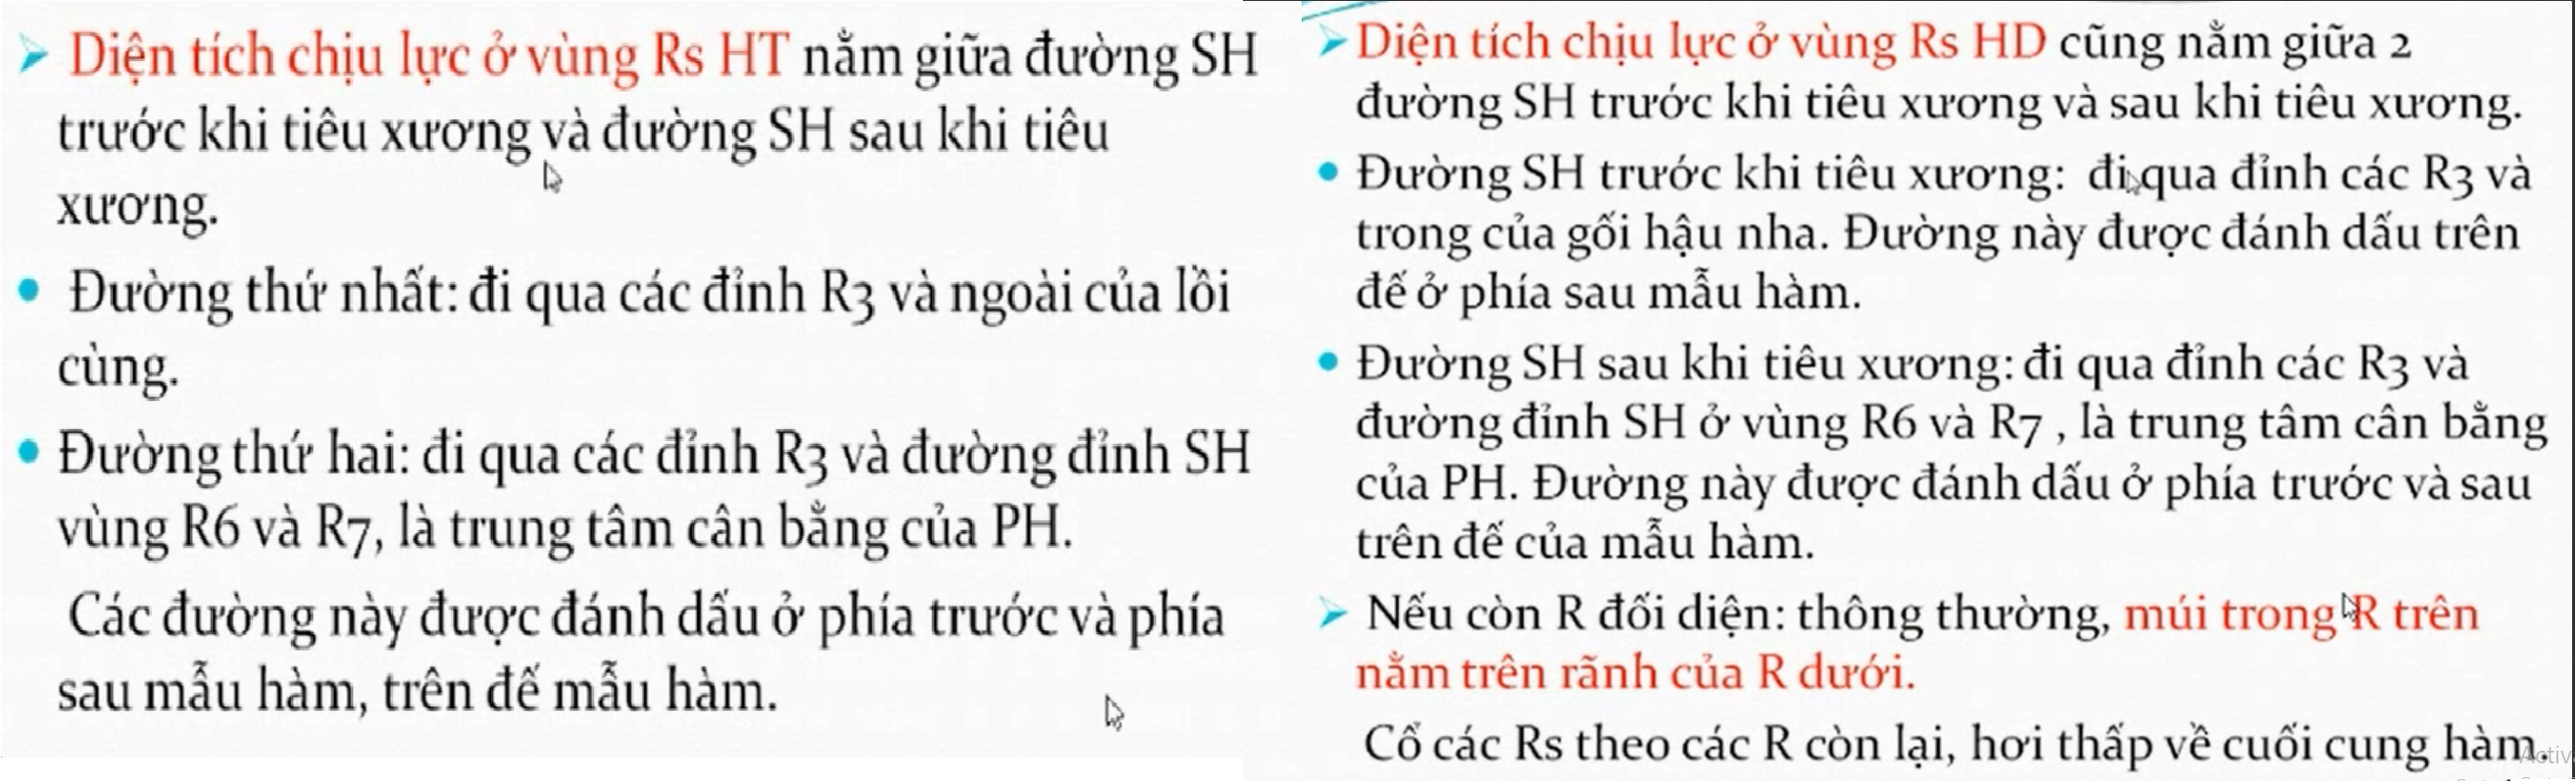 Diện tích chịu lực ở vùng Rs HT nằm giữa đường SH
trước khi tiêu xương và đường SH sau khi tiêu
xương.
Đường thứ nhất: đi qua các đỉnh R3 và ngoài của lồi
cùng.
Đường thứ hai: đi qua các đỉnh R3 và đường đỉnh SH
vùng R6 và R7, là trung tâm cân bằng của PH.
Các đường này được đánh dấu ở phía trước và phía
sau mẫu hàm, trên đế mẫu hàm.
Diện tích chịu lực ở vùng Rs HD cũng nằm giữa 2
đường SH trước khi tiêu xương và sau khi tiêu xương.
Đường SH trước khi tiêu xương: đi qua đỉnh các R3 và
trong của gối hậu nha. Đường này được đánh dấu trên
đế ở phía sau mẫu hàm.
Đường SH sau khi tiêu xương: đi qua đỉnh các R3 và
đường đỉnh SH ở vùng R6 và R7 , là trung tâm cân bằng
của PH. Đường này được đánh dấu ở phía trước và sau
trên đế của mẫu hàm.
Nếu còn R đối diện: thông thường, múi trong R trên
nằm trên rãnh của R dưới.
Cổ các Rs theo các R còn lại, hơi thấp về cuối cung hàm.